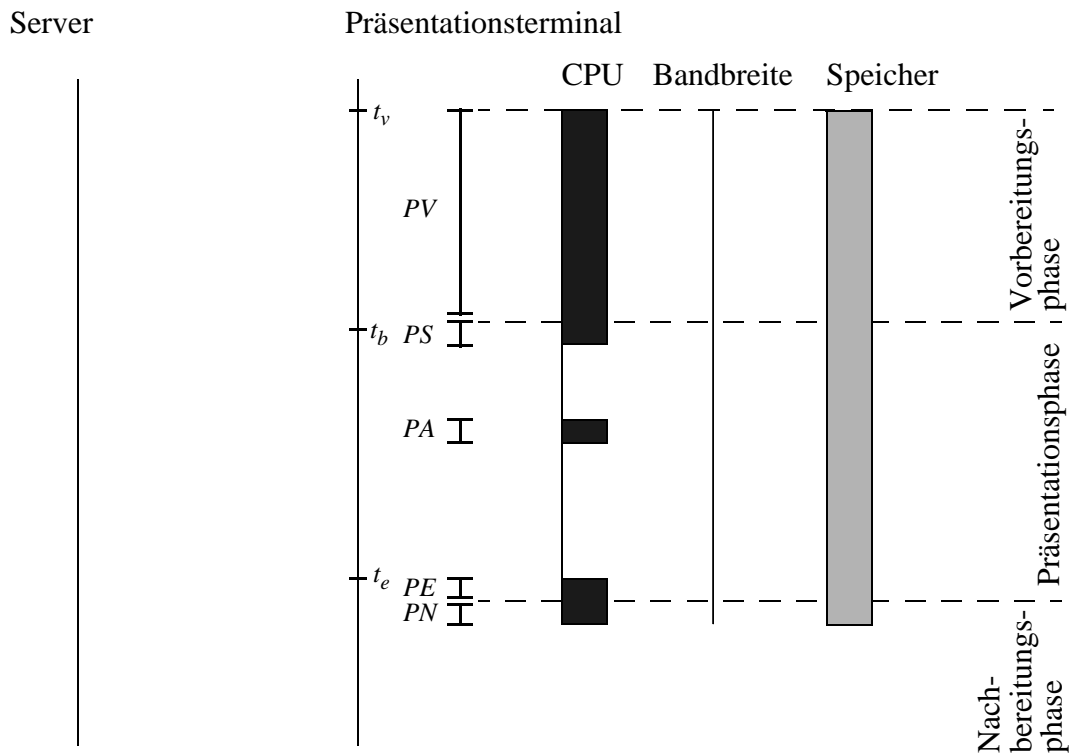 Server
Präsentationsterminal
CPU
Bandbreite
Speicher
t_v
PV
Vorbereitungs-
phase
t_b
PS
PA
Präsentationsphase
t_e
PE
PN
Nach-
bereitungs-
phase